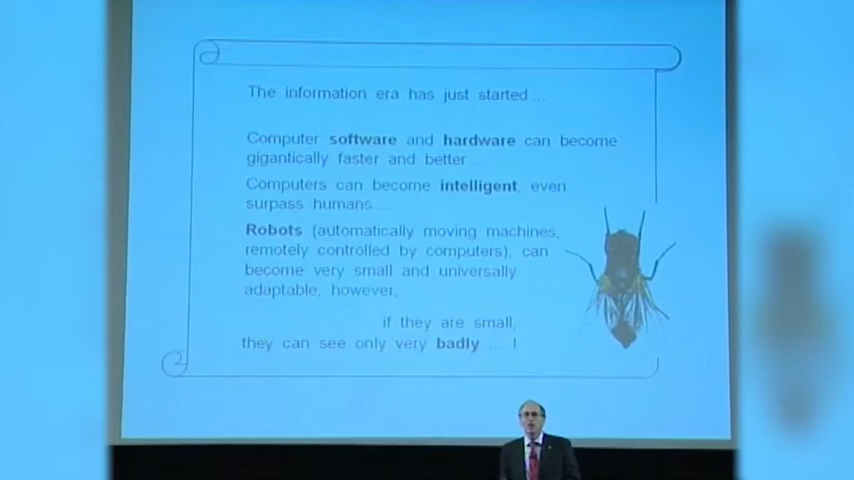 The information era has just started ...
Computer software and hardware can become
gigantically faster and better ...
Computers can become intelligent, even
surpass humans ...
Robots (automatically moving machines,
remotely controlled by computers), can
become very small and universally
adaptable, however,
if they are small,
they can see only very badly ... !